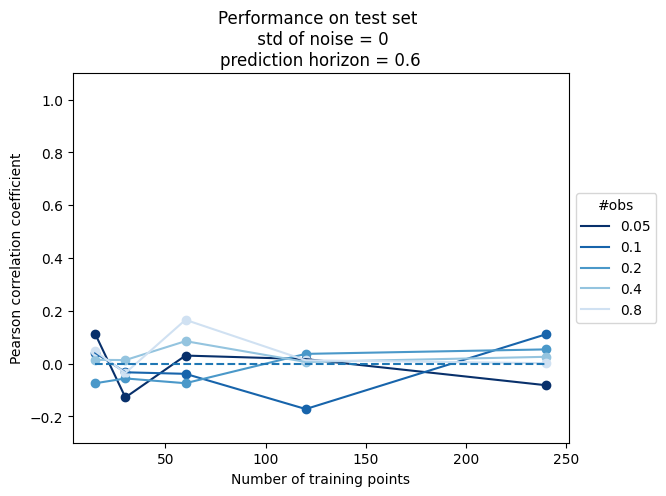 Performance on test set
std of noise = 0
prediction horizon = 0.6
1.0
0.8
0.6
0.4
0.2
0.0
−0.2
Pearson correlation coefficient
50
100
150
200
250
Number of training points
#obs
0.05
0.1
0.2
0.4
0.8